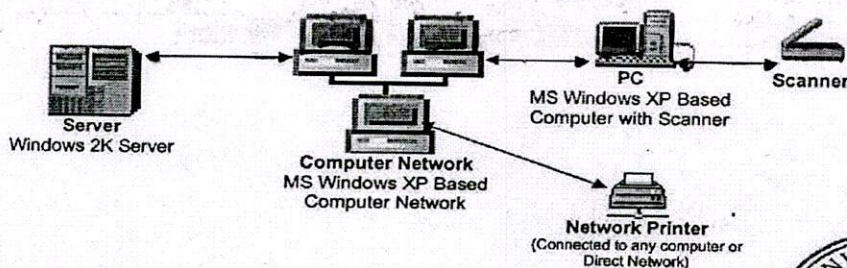 Server
Windows 2K Server
Computer Network
MS Windows XP Based
Computer Network
PC
MS Windows XP Based
Computer with Scanner
Scanner
Network Printer
(Connected to any computer or
Direct Network)